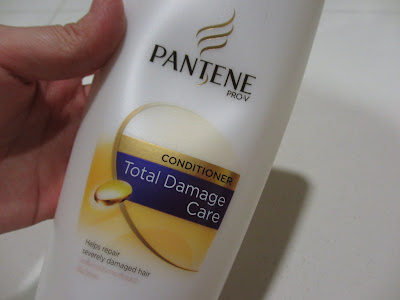 PANTENE
PRO-V
CONDITIONER
Total Damage
Care
Helps repair
severely damaged hair